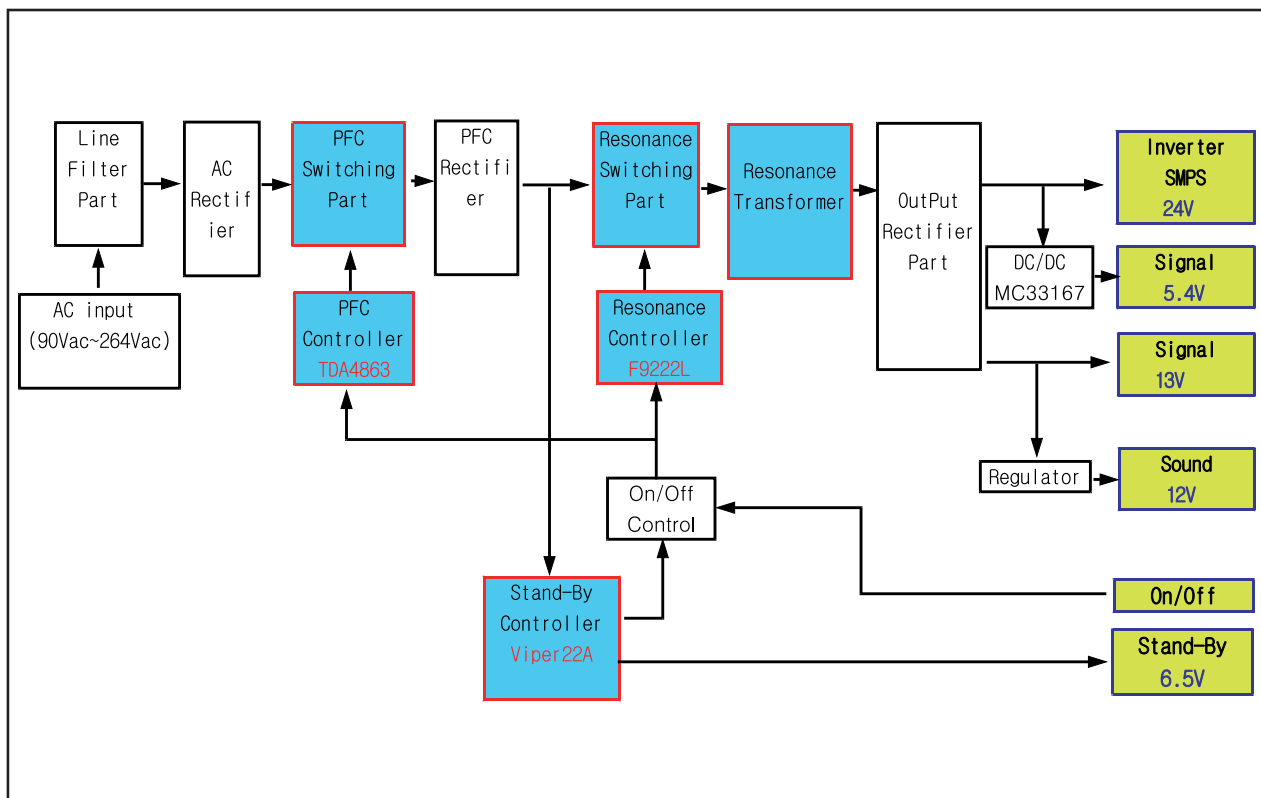 Line
Filter
Part
AC
Rectif
ier
PFC
Switching
Part
PFC
Rectifi
er
Resonance
Switching
Part
Resonance
Transformer
OutPut
Rectifier
Part
Inverter
SMPS
24V
DC/DC
MC33167
Signal
5.4V
AC input
(90Vac~264Vac)
PFC
Controller
TDA4863
Resonance
Controller
F9222L
Signal
13V
Regulator
Sound
12V
On/Off
Control
Stand-By
Controller
Viper22A
On/Off
Stand-By
6.5V